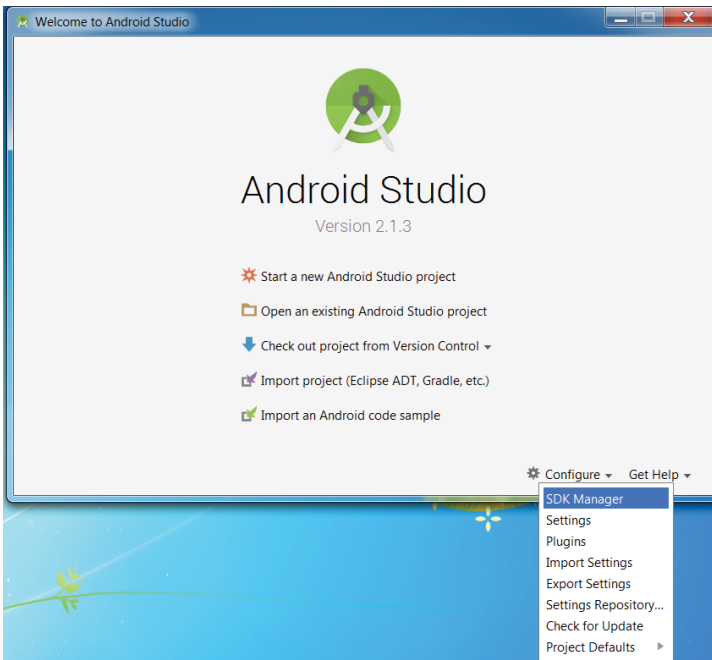 Welcome to Android Studio
Android Studio
Version 2.1.3
Start a new Android Studio project
Open an existing Android Studio project
Check out project from Version Control
Import project (Eclipse ADT, Gradle, etc.)
Import an Android code sample
Configure Get Help
SDK Manager
Settings
Plugins
Import Settings
Export Settings
Settings Repository...
Check for Update
Project Defaults